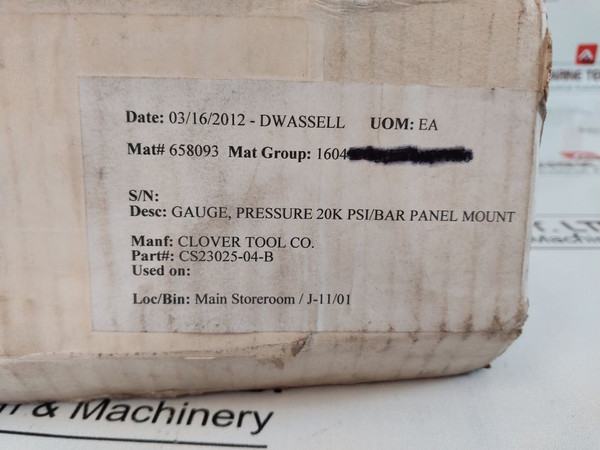 Date: 03/16/2012 - DWASSELL UOM: EA
Mat# 658093 Mat Group: 1604
S/N:
Desc: GAUGE, PRESSURE 20K PSI/BAR PANEL MOUNT
Manf: CLOVER TOOL CO.
Part#: CS23025-04-B
Used on:
Loc/Bin: Main Storeroom / J-11/01
& Machinery